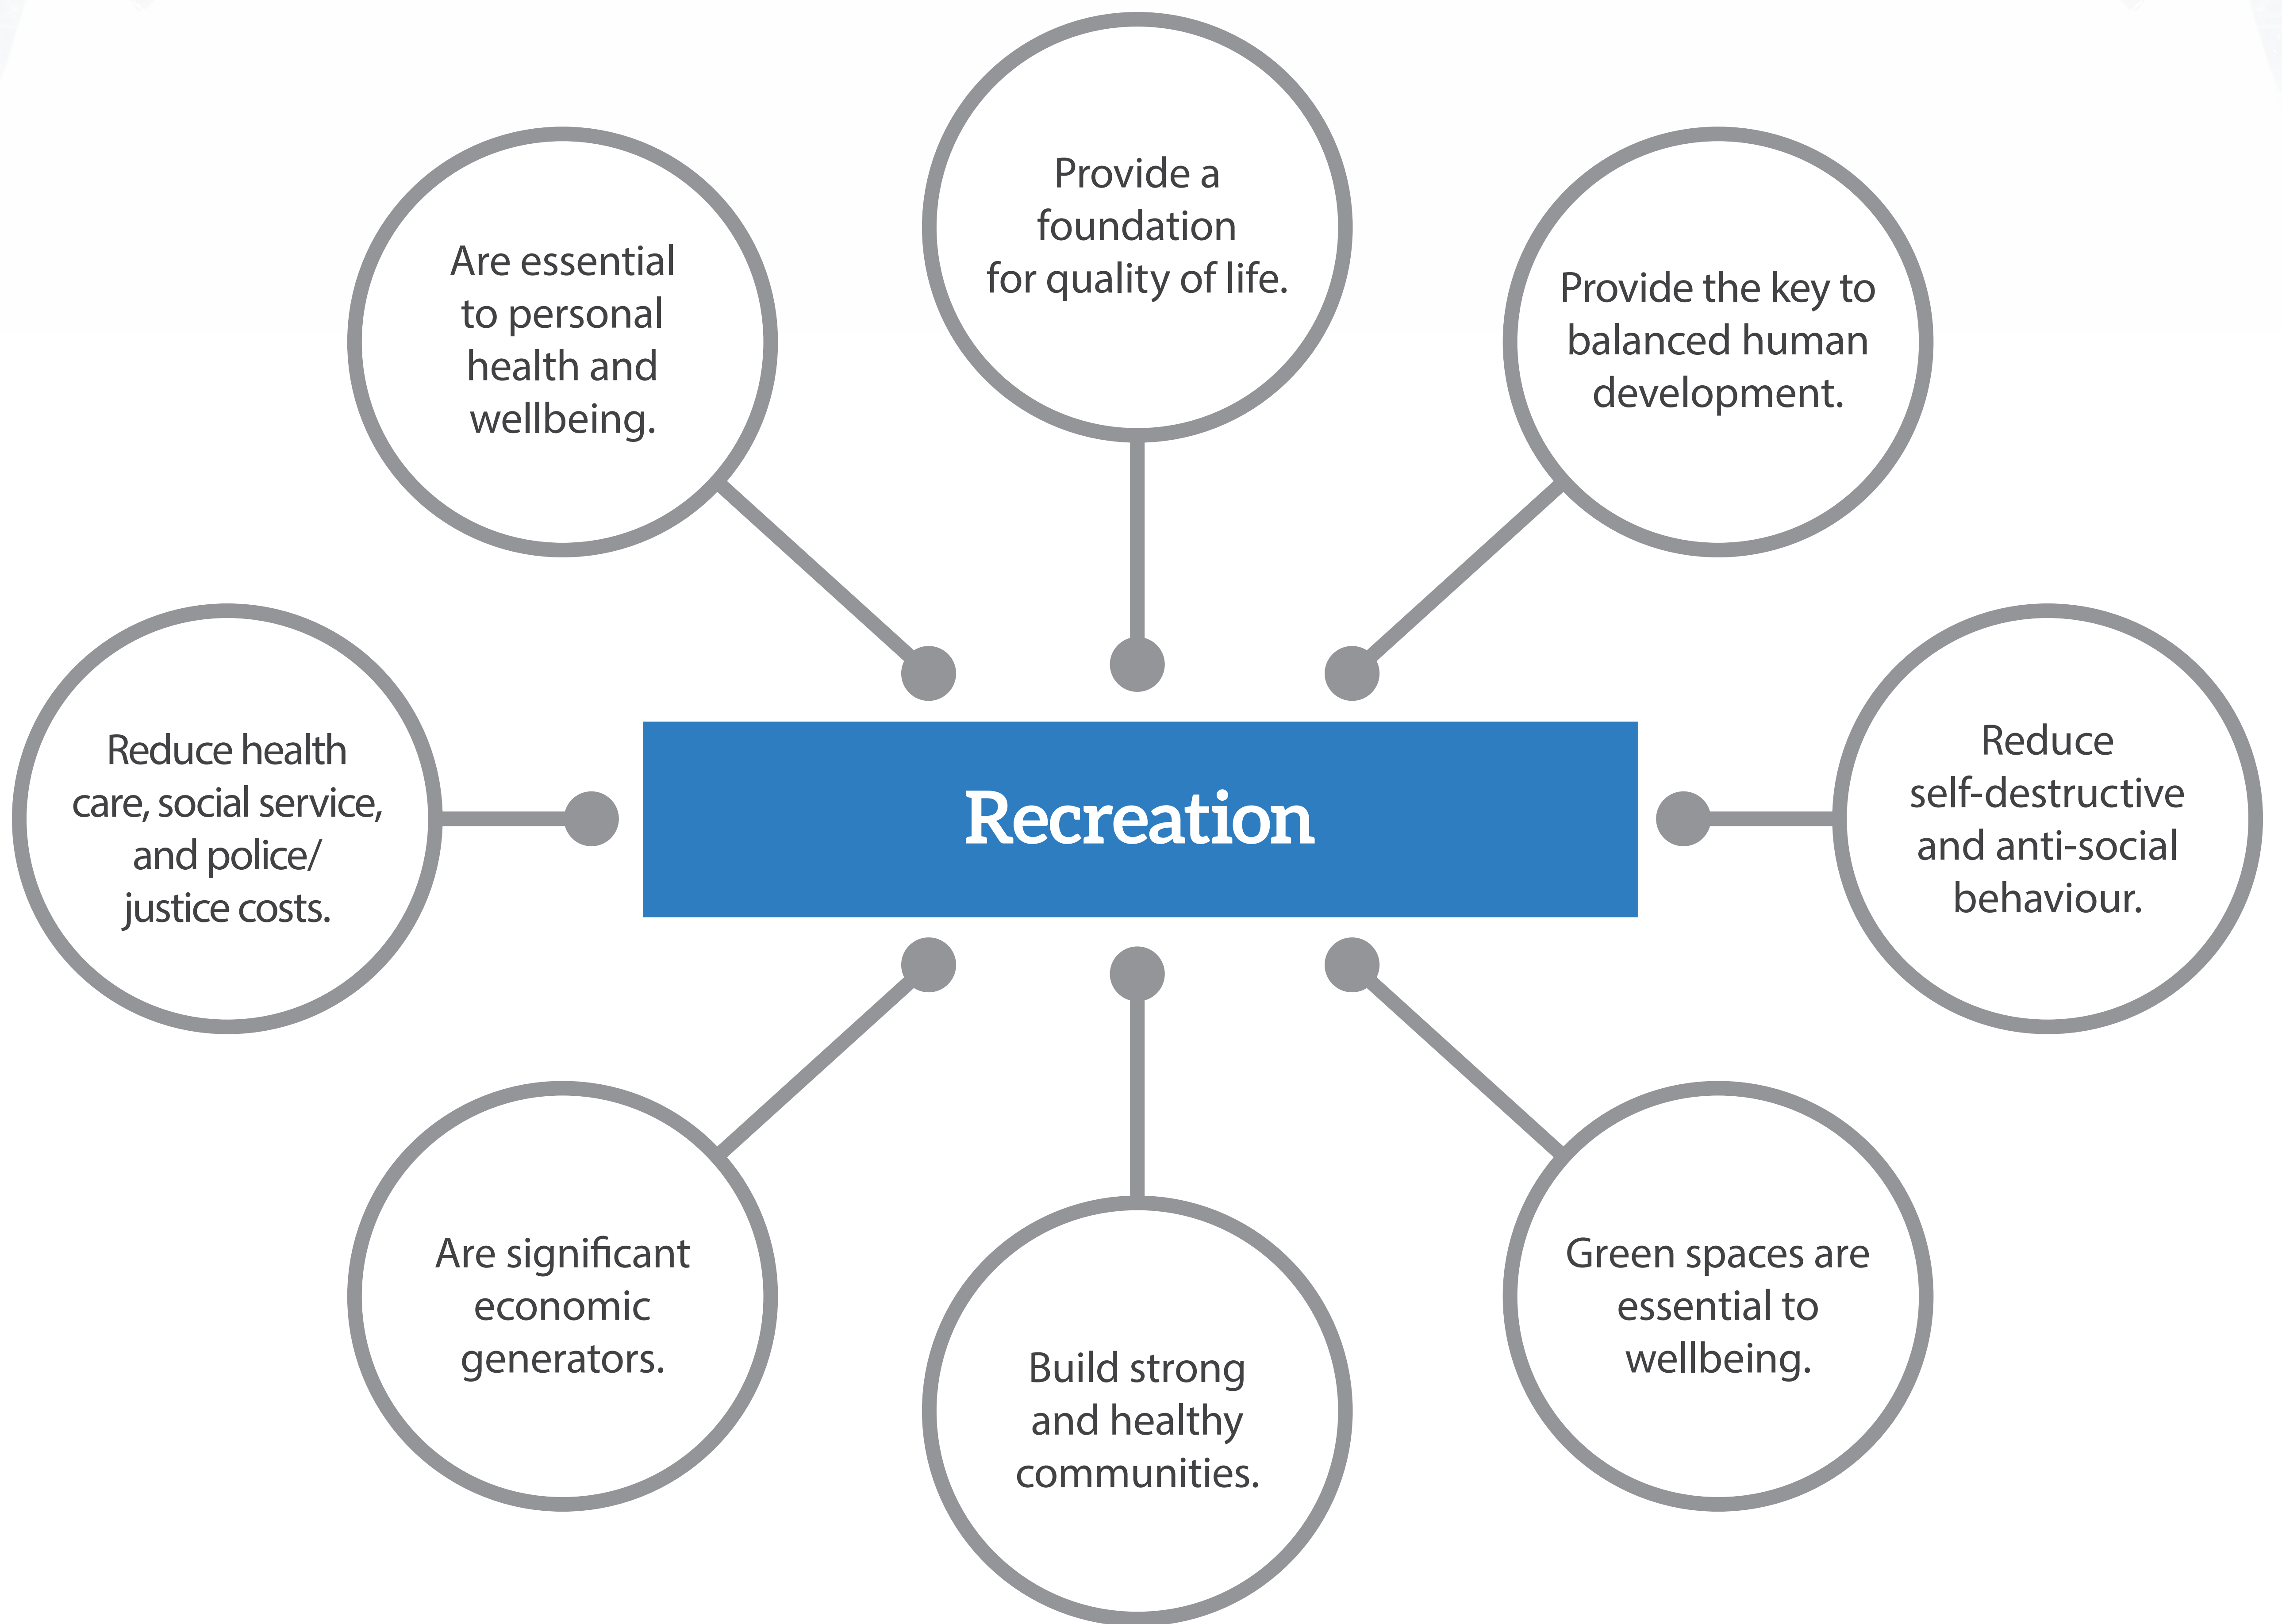 Provide a
foundation
for quality of life.
Are essential
to personal
health and
wellbeing.
Provide the key to
balanced human
development.
Reduce health
care, social service,
and police/
justice costs.
Recreation
Reduce
self-destructive
and anti-social
behaviour.
Are significant
economic
generators.
Build strong
and healthy
communities.
Green spaces are
essential to
wellbeing.